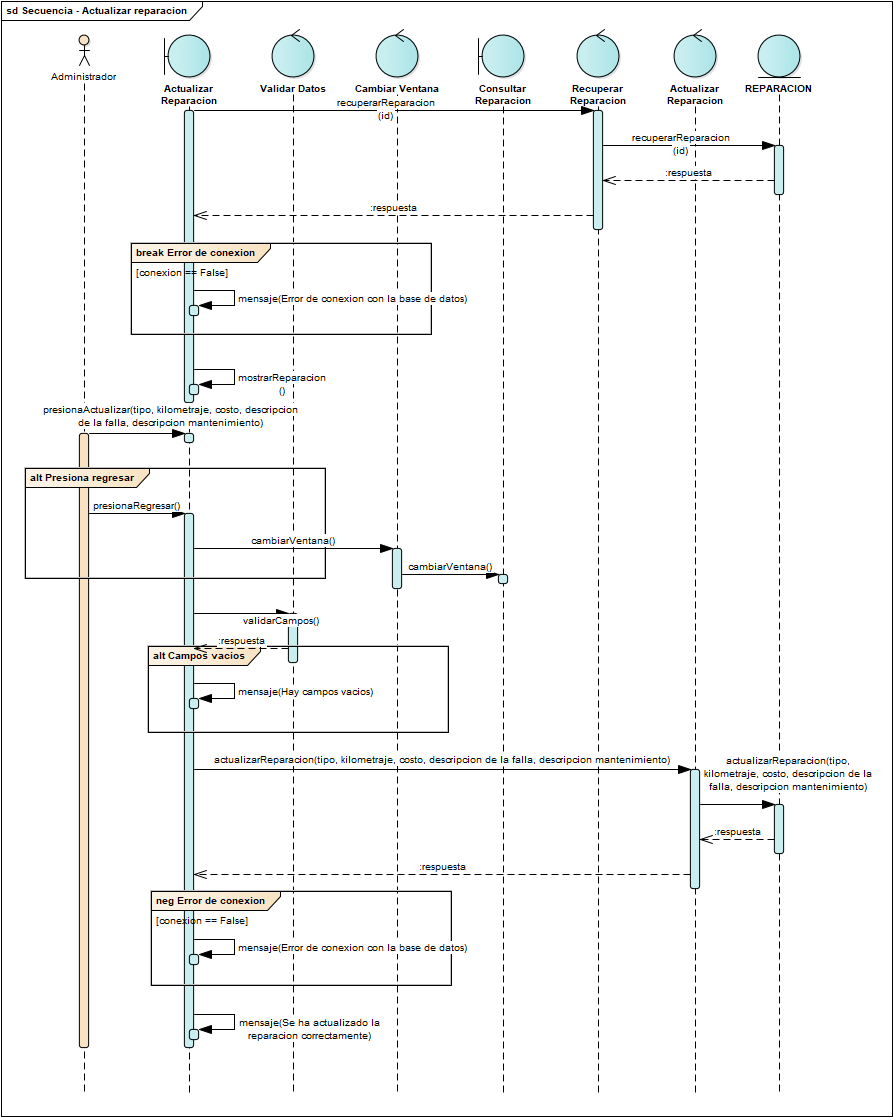 sd Secuencia - Actualizar reparacion
Administrador
Actualizar
Reparacion
Validar Datos
Cambiar Ventana
Consultar
Reparacion
Recuperar
Reparacion
Actualizar
Reparacion
REPARACION
recuperarReparacion
(id)
recuperarReparacion
(id)
:respuesta
:respuesta
break Error de conexion
[conexion == False]
mensaje(Error de conexion con la base de datos)
mostrarReparacion
()
presionaActualizar(tipo, kilometraje, costo, descripcion
de la falla, descripcion mantenimiento)
alt Presiona regresar
presionaRegresar()
cambiarVentana()
cambiarVentana()
validarCampos()
:respuesta
alt Campos vacios
mensaje(Hay campos vacios)
actualizarReparacion(tipo, kilometraje, costo, descripcion de la falla, descripcion mantenimiento)
actualizarReparacion(tipo,
kilometraje, costo, descripcion de la
falla, descripcion mantenimiento)
:respuesta
:respuesta
neg Error de conexion
[conexion == False]
mensaje(Error de conexion con la base de datos)
mensaje(Se ha actualizado la
reparacion correctamente)